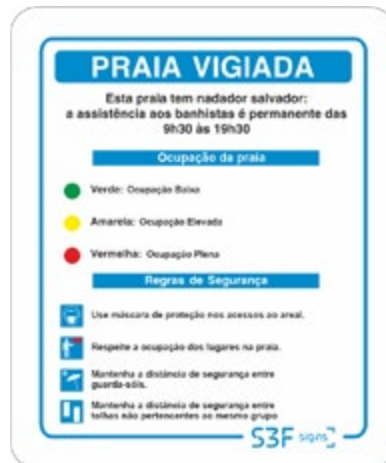 PRAIA VIGIADA
Esta praia tem nadador salvador:
a assistência aos banhistas é permanente das
9h30 às 19h30
Ocupação da praia
Verde: Ocupação Baixa
Amarela: Ocupação Elevada
Vermelha: Ocupação Plena
Regras de Segurança
Use máscara de proteção nos acessos ao areal.
Respeite a ocupação dos lugares na praia.
Mantenha a distância de segurança entre
guarda-sóis.
Mantenha a distância de segurança entre
tolhas não pertencentes ao mesmo grupo
S3F signs